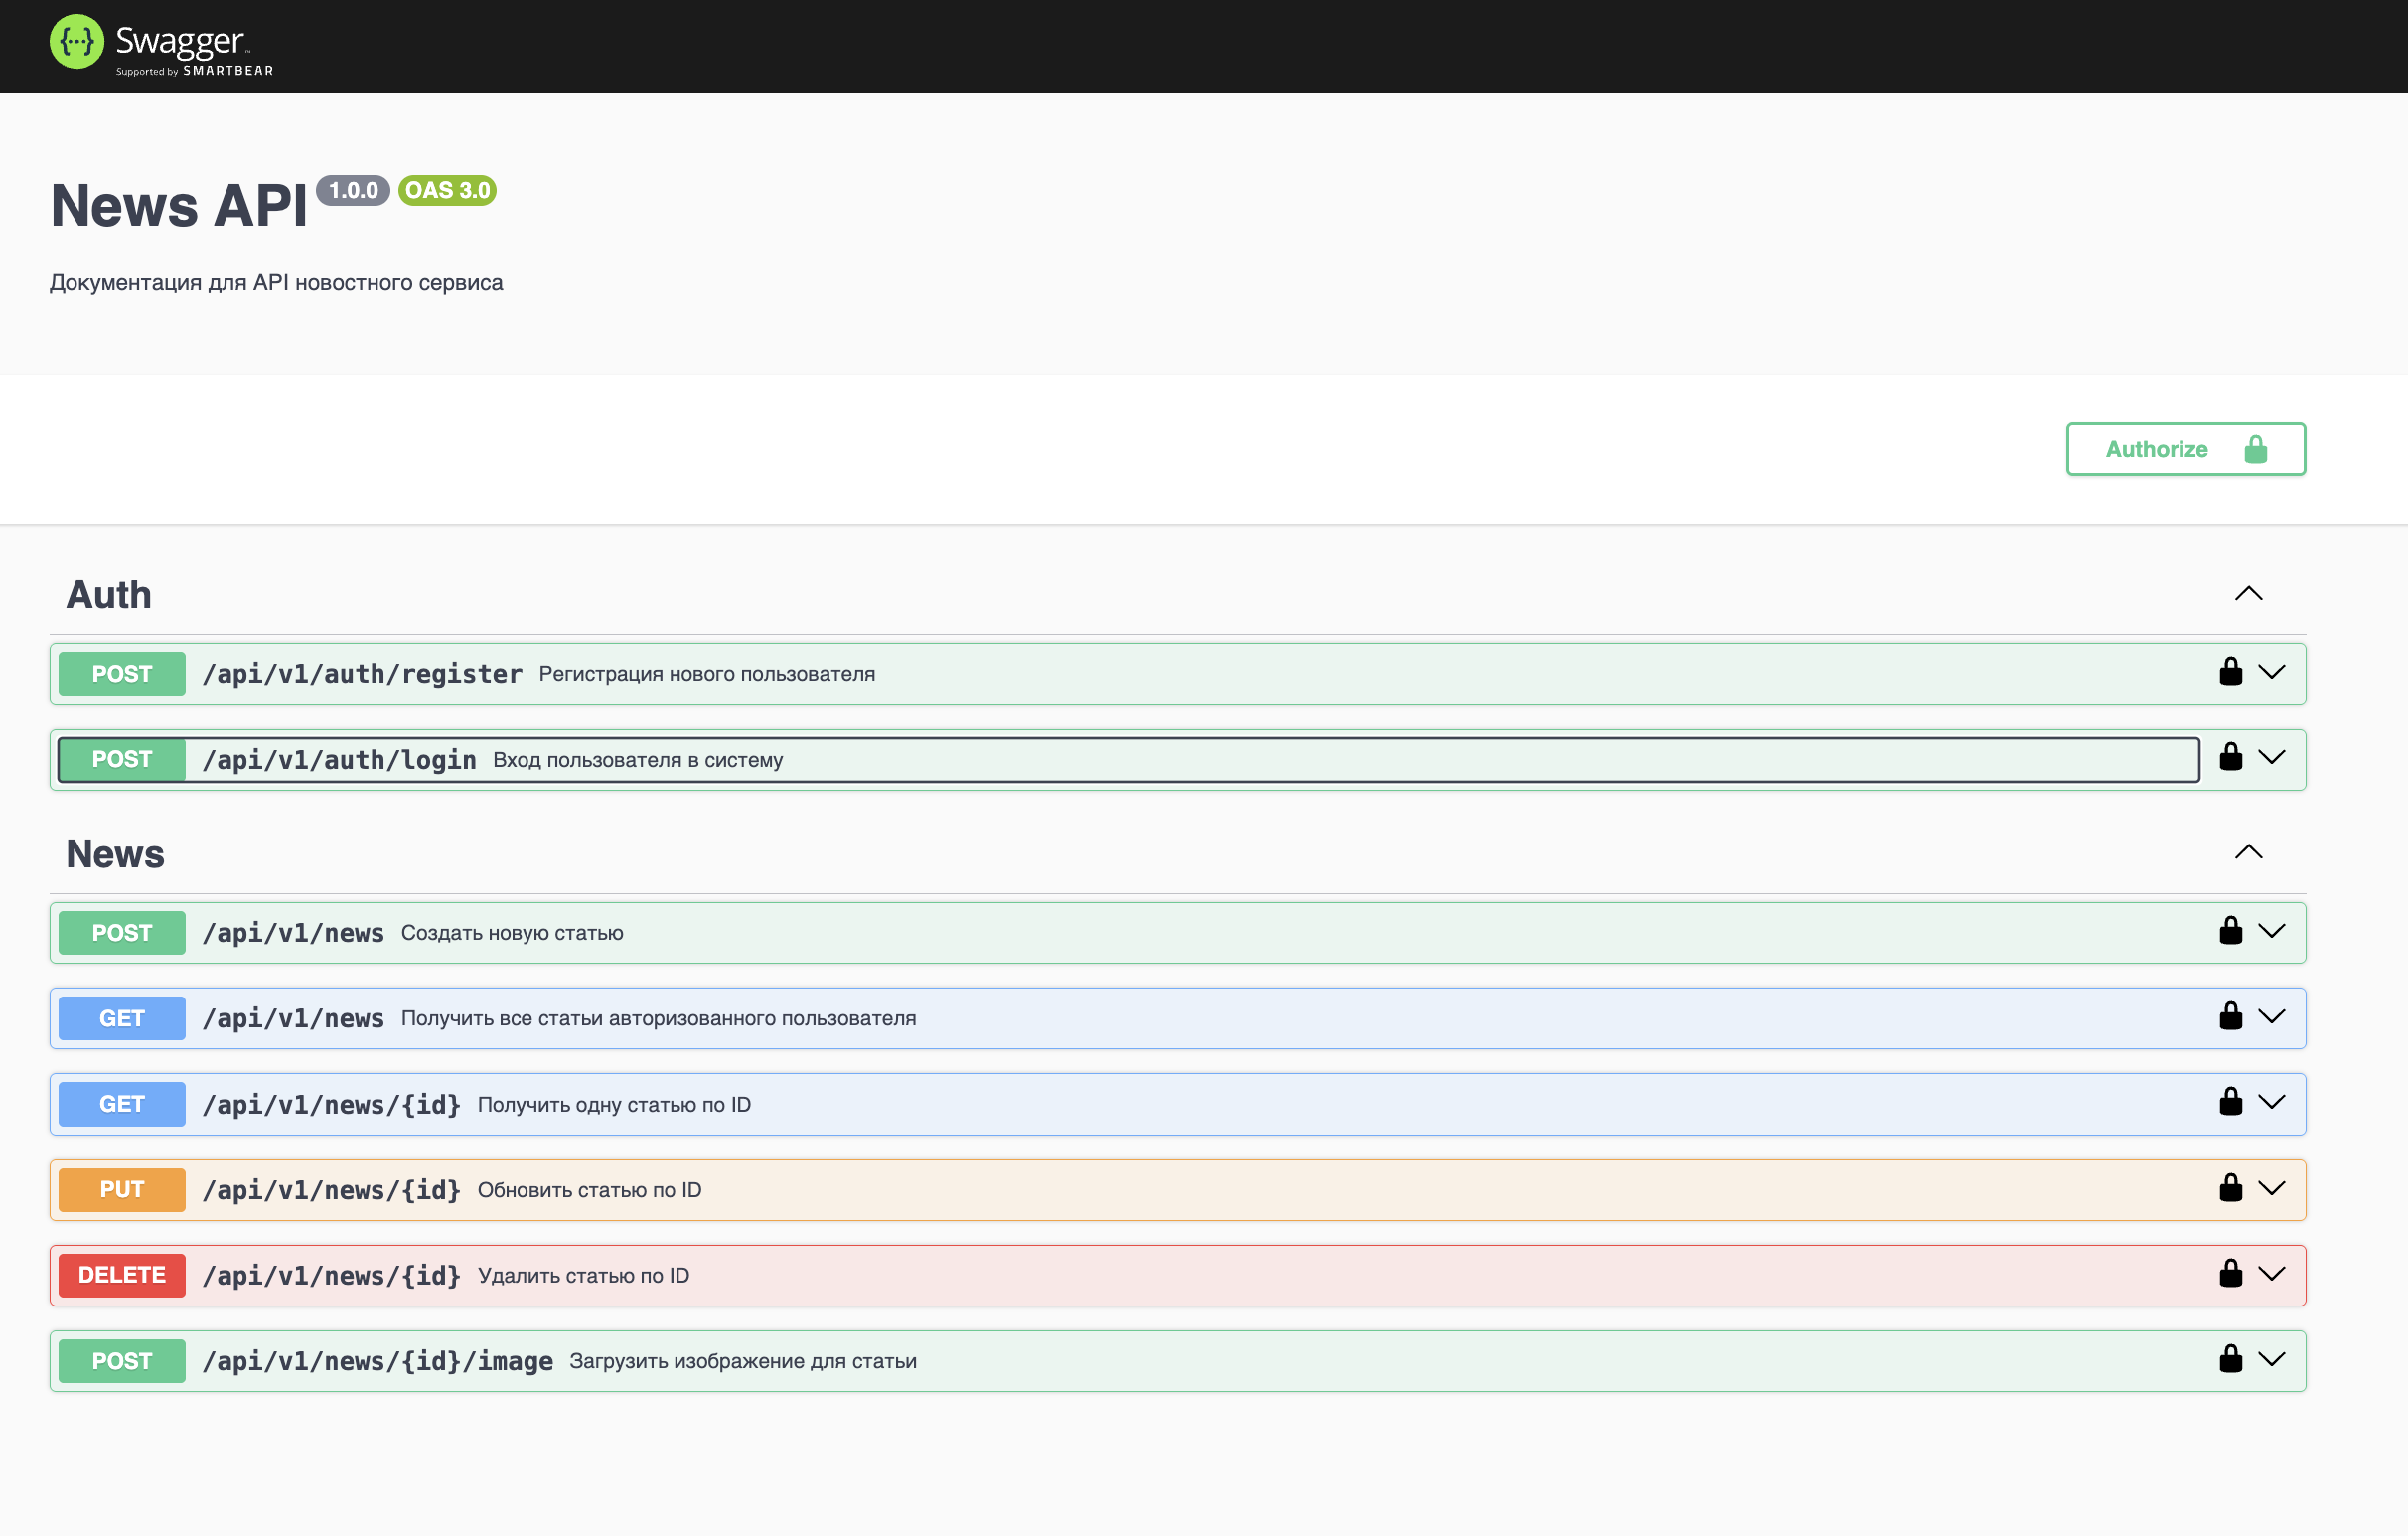 {···} Swagger™
Supported by SMARTBEAR
News API 1.0.0 OAS 3.0
Документация для API новостного сервиса
Authorize
Auth
POST /api/v1/auth/register Регистрация нового пользователя
POST /api/v1/auth/login Вход пользователя в систему
News
POST /api/v1/news Создать новую статью
GET /api/v1/news Получить все статьи авторизованного пользователя
GET /api/v1/news/{id} Получить одну статью по ID
PUT /api/v1/news/{id} Обновить статью по ID
DELETE /api/v1/news/{id} Удалить статью по ID
POST /api/v1/news/{id}/image Загрузить изображение для статьи